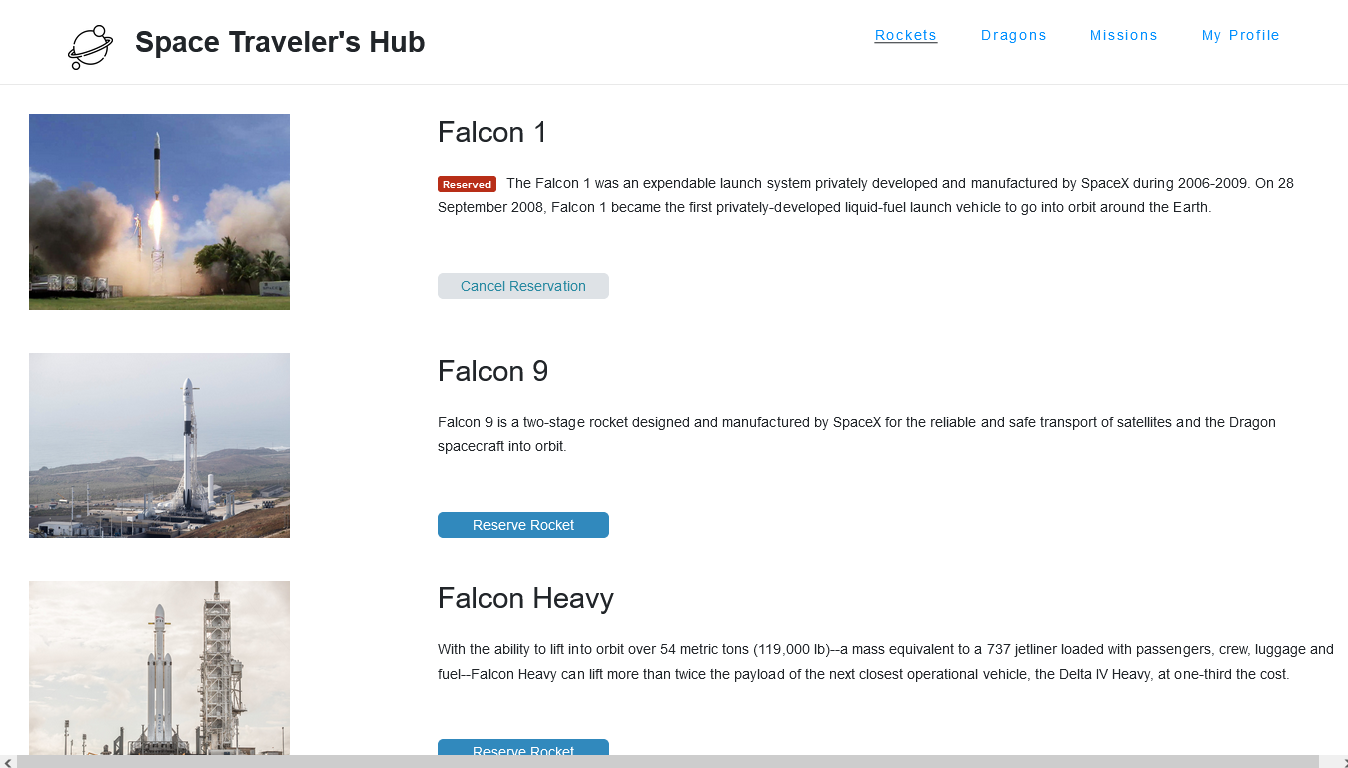 Space Traveler's Hub
Rockets Dragons Missions My Profile
Falcon 1
Reserved The Falcon 1 was an expendable launch system privately developed and manufactured by SpaceX during 2006-2009. On 28
September 2008, Falcon 1 became the first privately-developed liquid-fuel launch vehicle to go into orbit around the Earth.
Cancel Reservation
Falcon 9
Falcon 9 is a two-stage rocket designed and manufactured by SpaceX for the reliable and safe transport of satellites and the Dragon
spacecraft into orbit.
Reserve Rocket
Falcon Heavy
With the ability to lift into orbit over 54 metric tons (119,000 lb)--a mass equivalent to a 737 jetliner loaded with passengers, crew, luggage and
fuel--Falcon Heavy can lift more than twice the payload of the next closest operational vehicle, the Delta IV Heavy, at one-third the cost.
Reserve Rocket